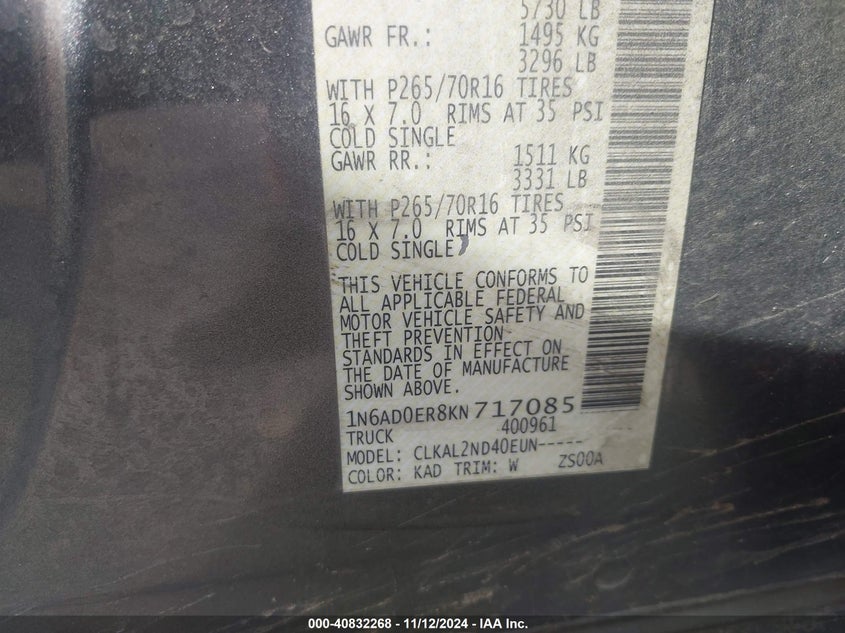 5730 LB
GAWR FR.: 1495 KG
3296 LB
WITH P265/70R16 TIRES
16 X 7.0 RIMS AT 35 PSI
COLD SINGLE
GAWR RR.: 1511 KG
3331 LB
WITH P265/70R16 TIRES
16 X 7.0 RIMS AT 35 PSI
COLD SINGLE
THIS VEHICLE CONFORMS TO
ALL APPLICABLE FEDERAL
MOTOR VEHICLE SAFETY AND
THEFT PREVENTION
STANDARDS IN EFFECT ON
THE DATE OF MANUFACTURE
SHOWN ABOVE.
1N6AD0ER8KN717085
TRUCK 400961
MODEL: CLKAL2ND40EUN-----
COLOR: KAD TRIM: W ZS00A
000-40832268 - 11/12/2024 - IAA Inc.